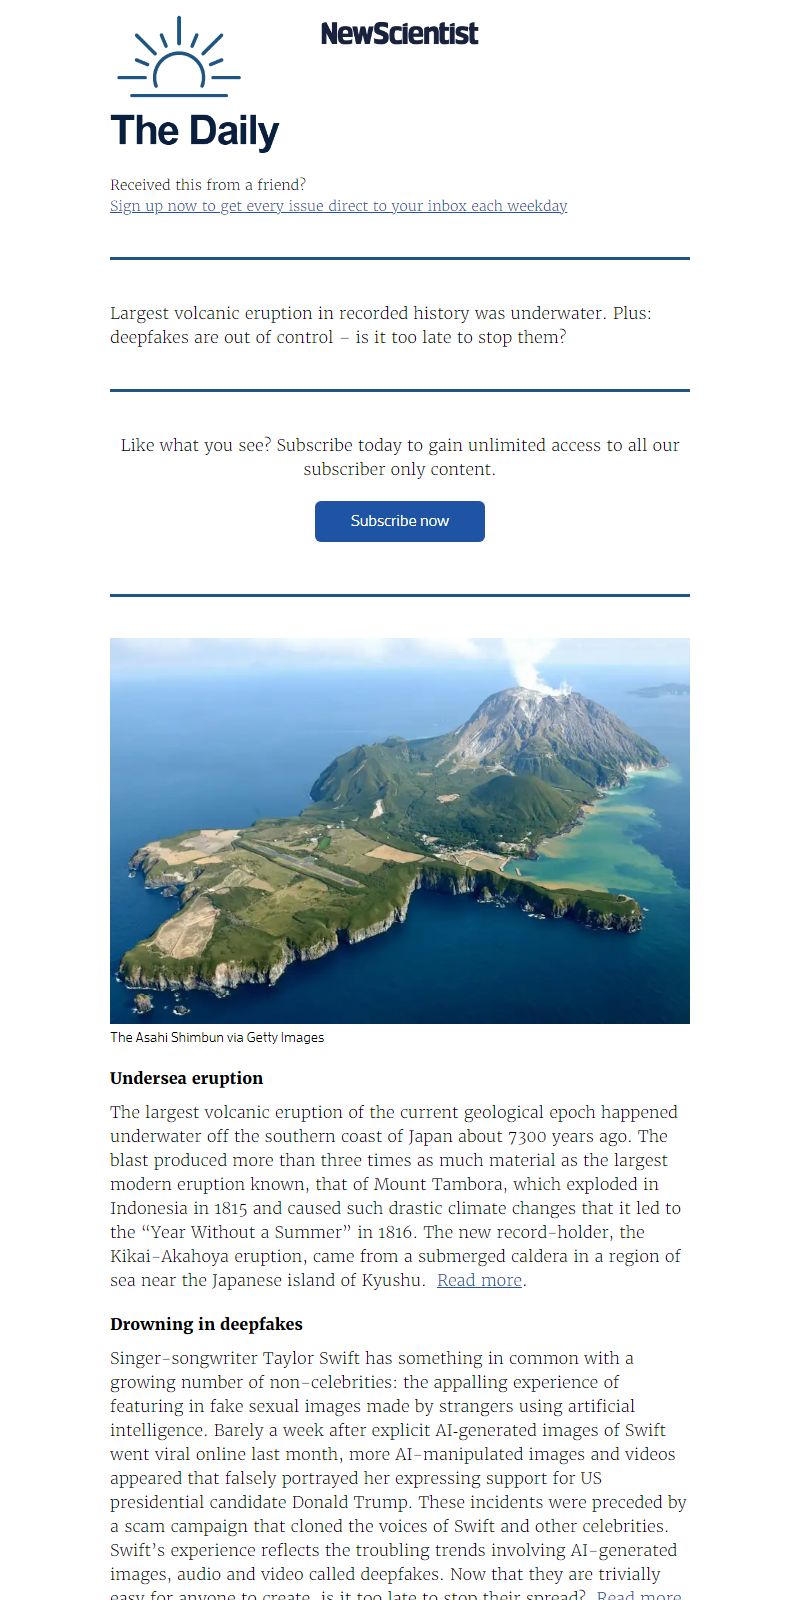 NewScientist
The Daily
Received this from a friend?
Sign up now to get every issue direct to your inbox each weekday
Largest volcanic eruption in recorded history was underwater. Plus:
deepfakes are out of control – is it too late to stop them?
Like what you see? Subscribe today to gain unlimited access to all our
subscriber only content.
Subscribe now
The Asahi Shimbun via Getty Images
Undersea eruption
The largest volcanic eruption of the current geological epoch happened
underwater off the southern coast of Japan about 7300 years ago. The
blast produced more than three times as much material as the largest
modern eruption known, that of Mount Tambora, which exploded in
Indonesia in 1815 and caused such drastic climate changes that it led to
the “Year Without a Summer” in 1816. The new record-holder, the
Kikai-Akahoya eruption, came from a submerged caldera in a region of
sea near the Japanese island of Kyushu. Read more.
Drowning in deepfakes
Singer-songwriter Taylor Swift has something in common with a
growing number of non-celebrities: the appalling experience of
featuring in fake sexual images made by strangers using artificial
intelligence. Barely a week after explicit AI-generated images of Swift
went viral online last month, more AI-manipulated images and videos
appeared that falsely portrayed her expressing support for US
presidential candidate Donald Trump. These incidents were preceded by
a scam campaign that cloned the voices of Swift and other celebrities.
Swift’s experience reflects the troubling trends involving AI-generated
images, audio and video called deepfakes. Now that they are trivially
easy for anyone to create, is it too late to stop their spread? Read more